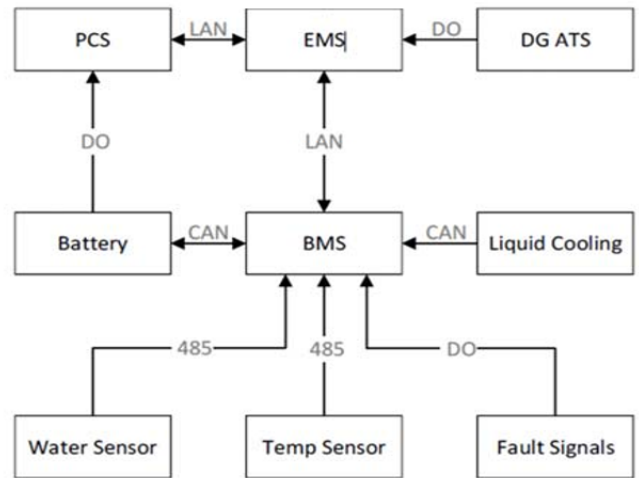 PCS
LAN
EMS
DO
DG ATS
DO
LAN
Battery
CAN
BMS
CAN
Liquid Cooling
485
485
DO
Water Sensor
Temp Sensor
Fault Signals